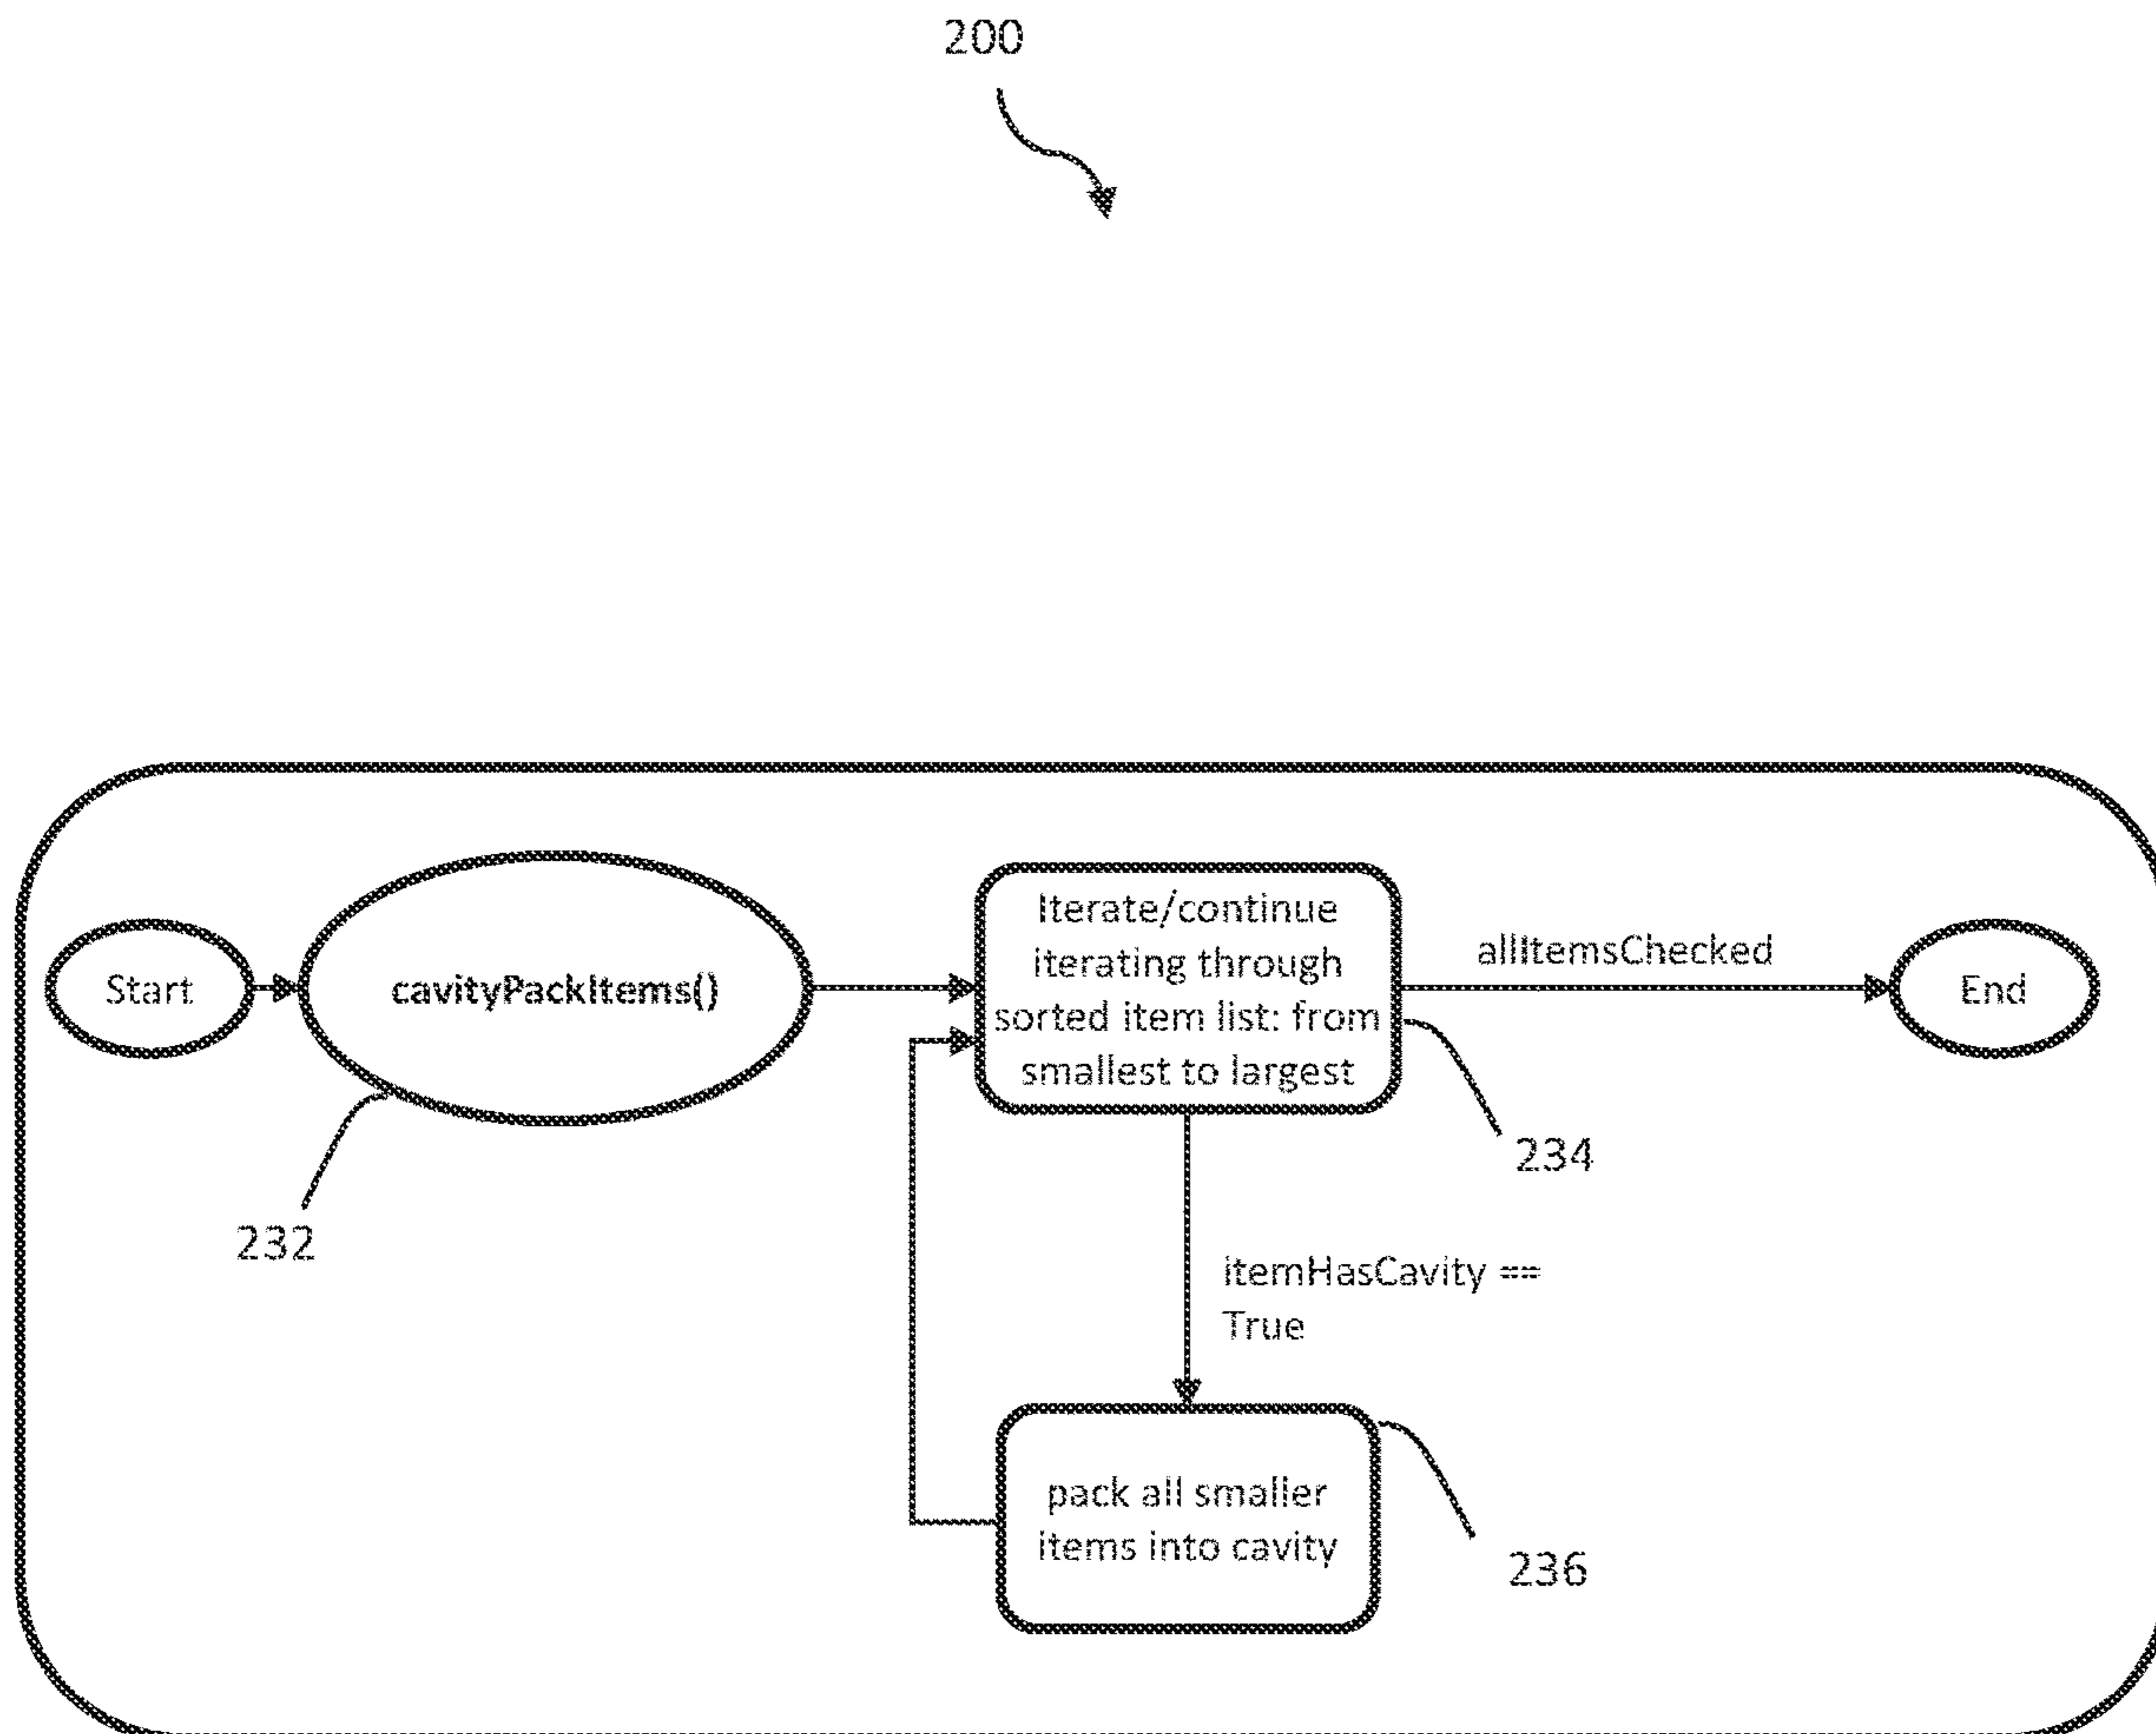 200
Start
cavityPackItems()
Iterate/continue
iterating through
sorted item list: from
smallest to largest
allItemsChecked
End
234
232
itemHasCavity ==
True
pack all smaller
items into cavity
236